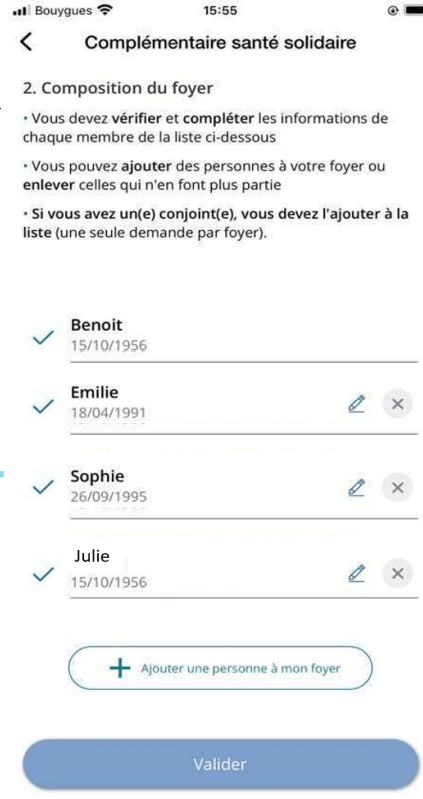 Bouygues 15:55
Complémentaire santé solidaire
2. Composition du foyer
• Vous devez vérifier et compléter les informations de
chaque membre de la liste ci-dessous
• Vous pouvez ajouter des personnes à votre foyer ou
enlever celles qui n'en font plus partie
• Si vous avez un(e) conjoint(e), vous devez l'ajouter à la
liste (une seule demande par foyer).
Benoit
15/10/1956
Emilie
18/04/1991
Sophie
26/09/1995
Julie
15/10/1956
Ajouter une personne à mon foyer
Valider